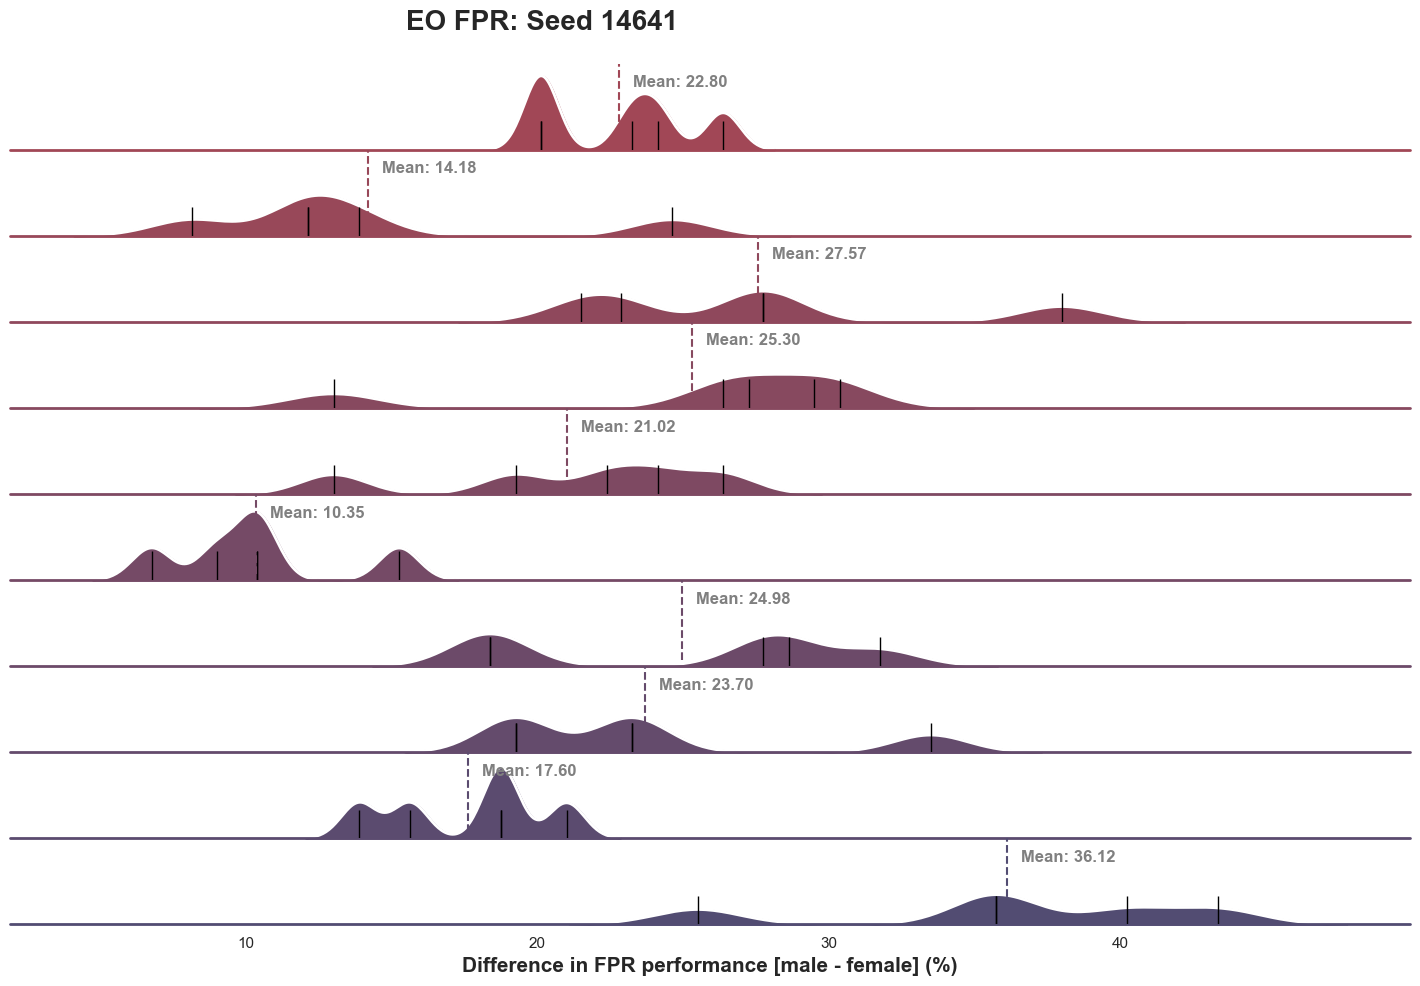 EO FPR: Seed 14641
Mean: 22.80
Mean: 14.18
Mean: 27.57
Mean: 25.30
Mean: 21.02
Mean: 10.35
Mean: 24.98
Mean: 23.70
Mean: 17.60
Mean: 36.12
10 20 30 40
Difference in FPR performance [male - female] (%)